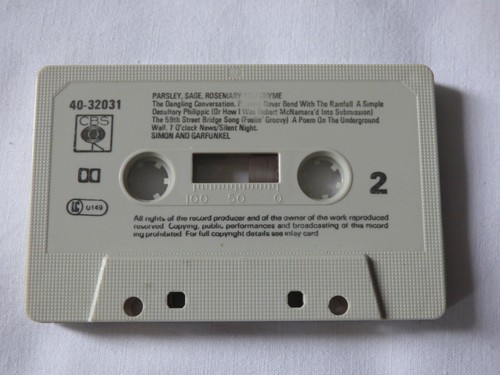 PARSLEY, SAGE, ROSEMARY THYME
40-32031
The Dangling Conversation. Never Bend With The Rainfall A Simple
Desultory Philippic (Or How I Was Robert McNamara'd Into Submission)
The 59th Street Bridge Song (Feelin' Groovy) A Poem On The Underground
Wall. 7 O'clock News/Silent Night.
SIMON AND GARFUNKEL
CBS
2
100 50 0
LC 0149
All rights of the record producer and of the owner of the work reproduced
reserved Copying, public, performances and broadcasting of this record
ing prohibited For full copyright details see inlay card